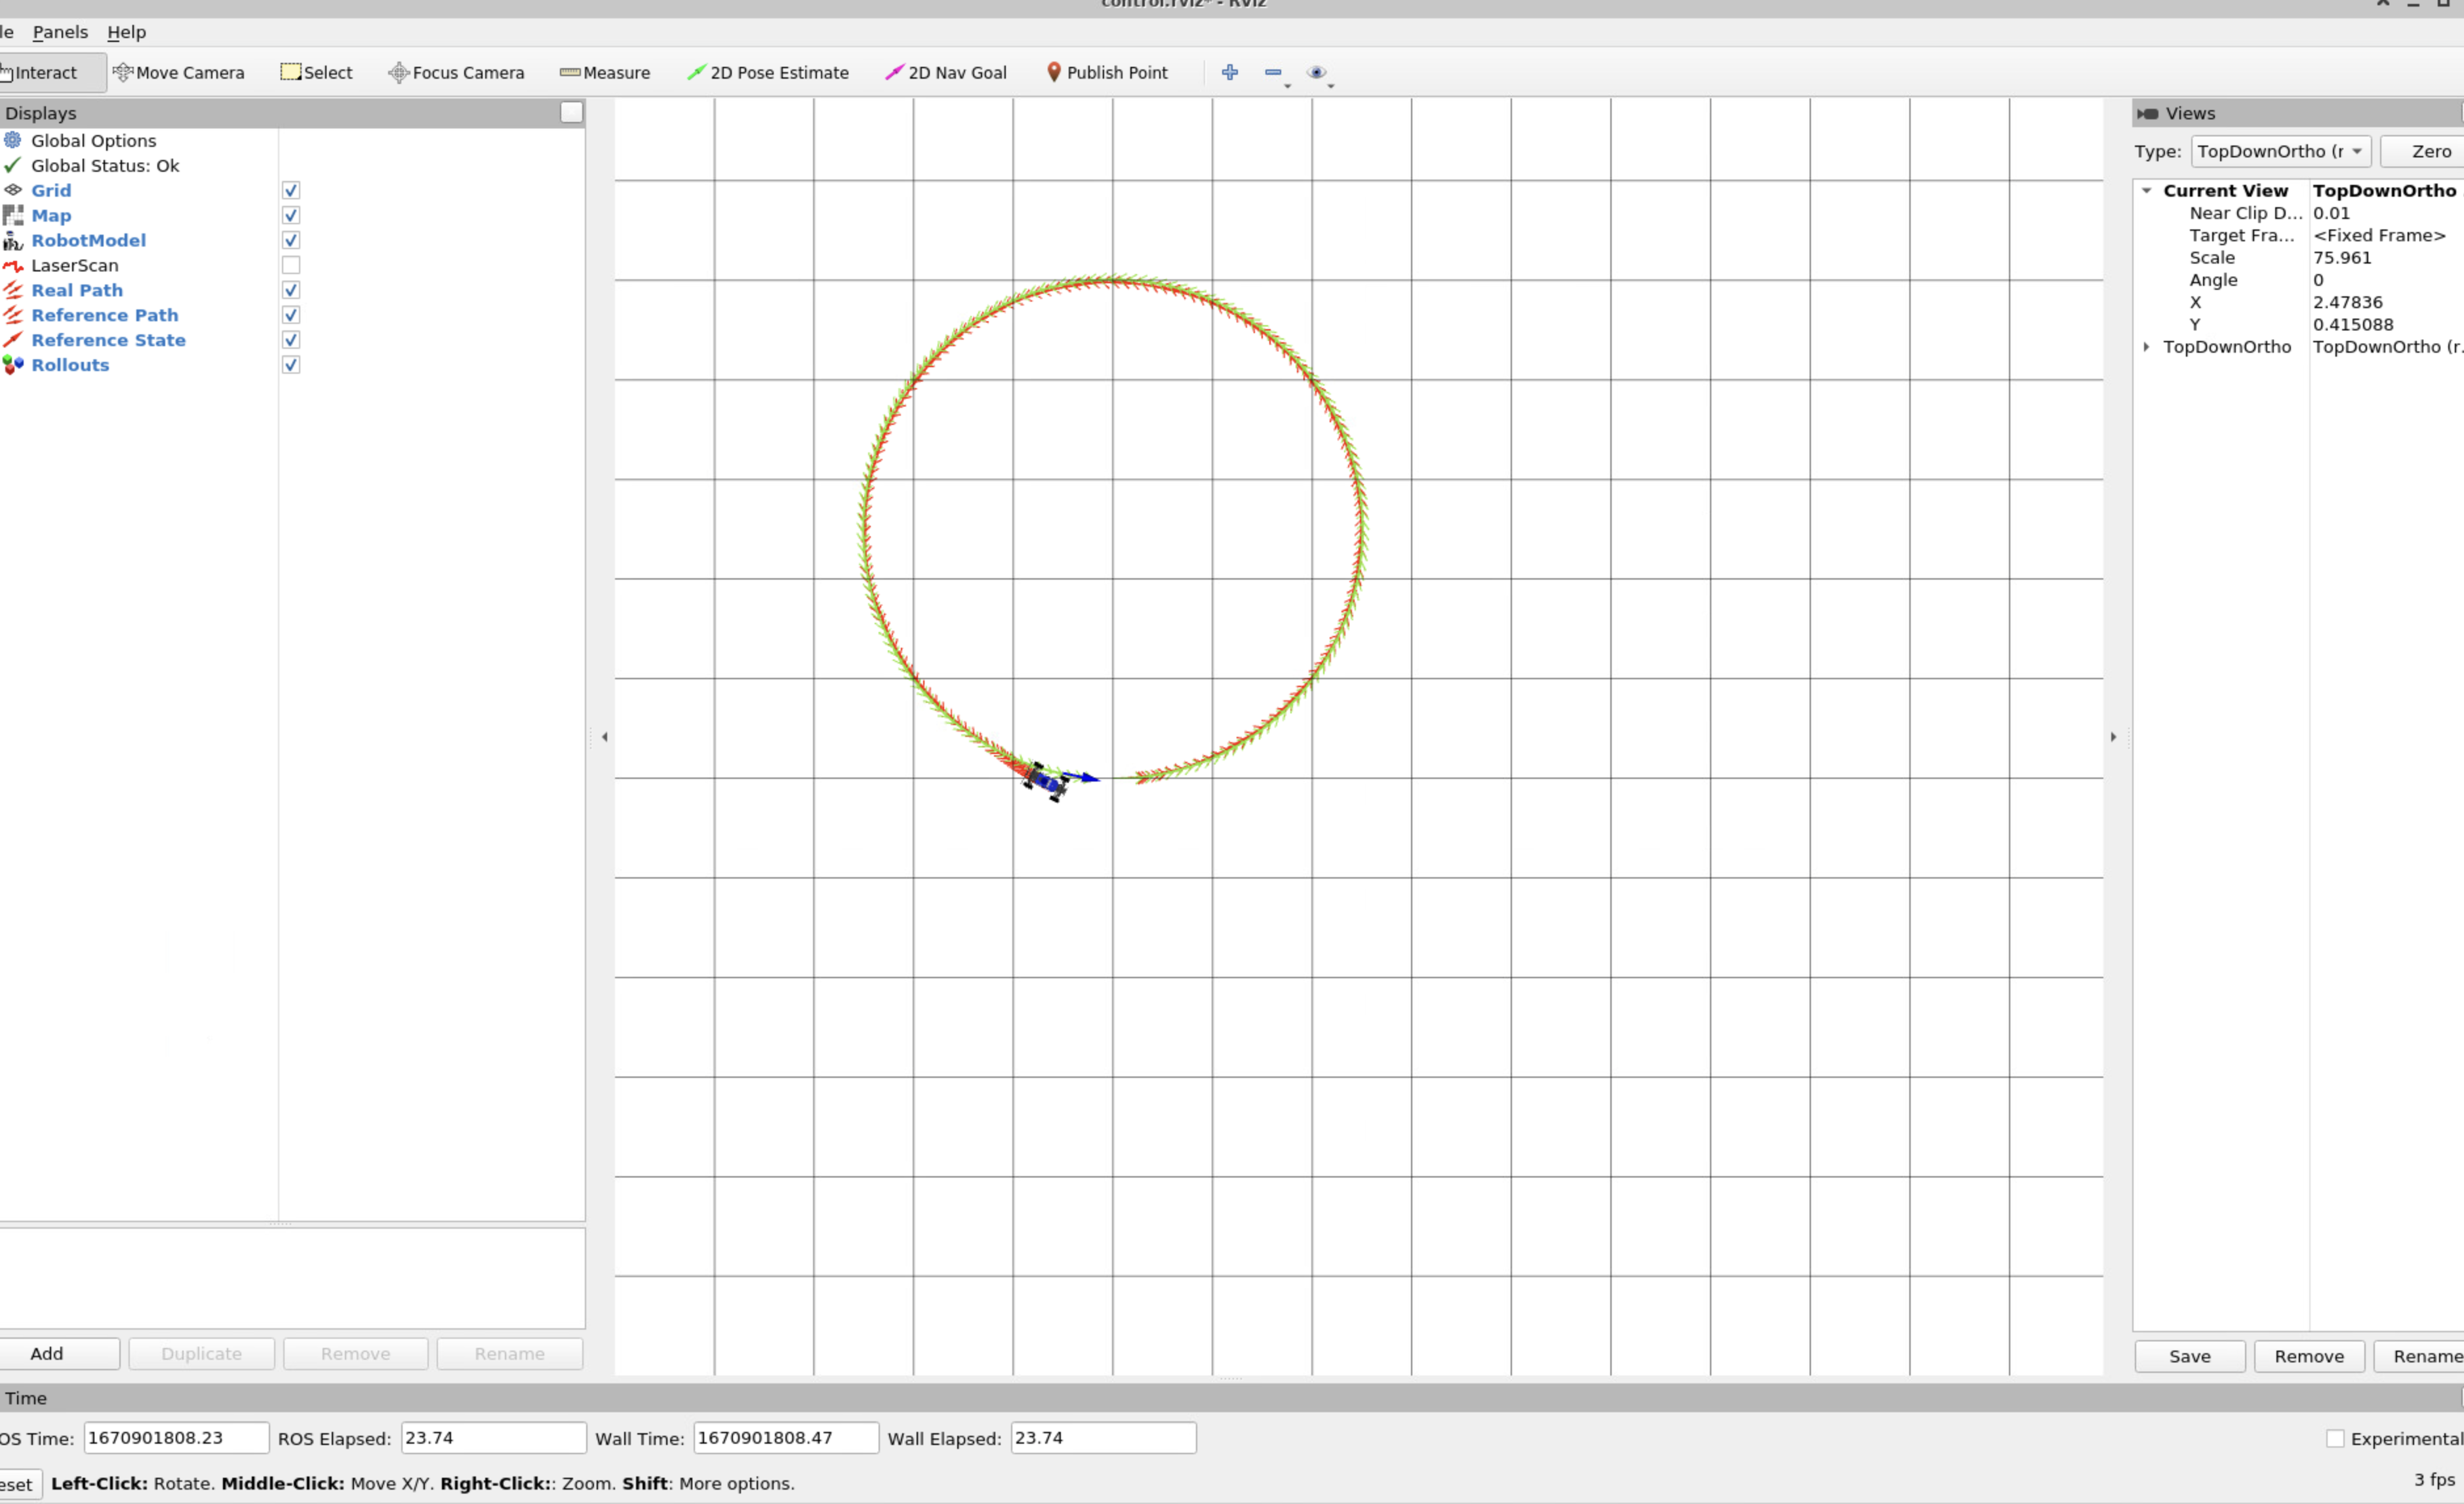 control.rviz* - RViz
Panels Help
Interact Move Camera Select Focus Camera Measure 2D Pose Estimate 2D Nav Goal Publish Point
Displays
Global Options
Global Status: Ok
Grid
Map
RobotModel
LaserScan
Real Path
Reference Path
Reference State
Rollouts
Add Duplicate Remove Rename
Views
Type: TopDownOrtho (r Zero
Current View TopDownOrtho
Near Clip D... 0.01
Target Fra... <Fixed Frame>
Scale 75.961
Angle 0
X 2.47836
Y 0.415088
TopDownOrtho TopDownOrtho (r.
Save Remove Rename
Time
OS Time: 1670901808.23 ROS Elapsed: 23.74 Wall Time: 1670901808.47 Wall Elapsed: 23.74 Experimental
eset Left-Click: Rotate. Middle-Click: Move X/Y. Right-Click:: Zoom. Shift: More options. 3 fps